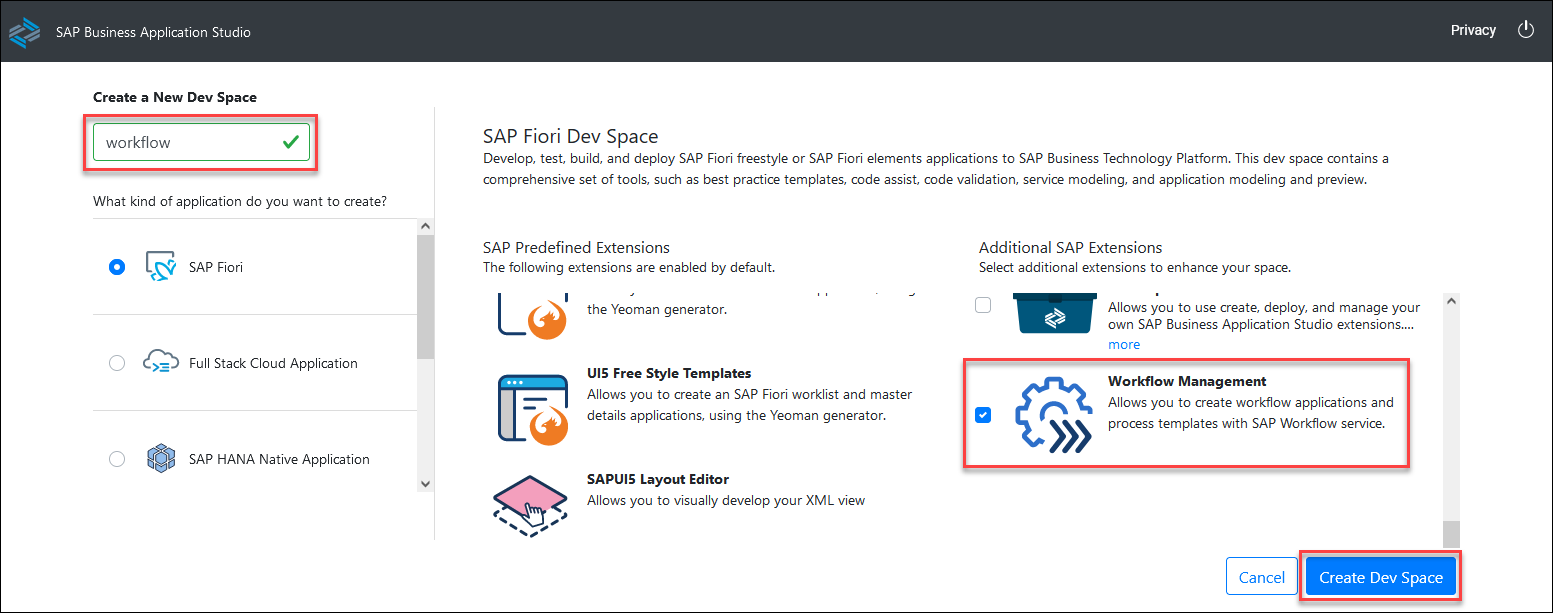 SAP Business Application Studio
Privacy
Create a New Dev Space
workflow
What kind of application do you want to create?
SAP Fiori
Full Stack Cloud Application
SAP HANA Native Application
SAP Fiori Dev Space
Develop, test, build, and deploy SAP Fiori freestyle or SAP Fiori elements applications to SAP Business Technology Platform. This dev space contains a
comprehensive set of tools, such as best practice templates, code assist, code validation, service modeling, and application modeling and preview.
SAP Predefined Extensions
The following extensions are enabled by default.
the Yeoman generator.
UI5 Free Style Templates
Allows you to create an SAP Fiori worklist and master
details applications, using the Yeoman generator.
SAPUI5 Layout Editor
Allows you to visually develop your XML view
Additional SAP Extensions
Select additional extensions to enhance your space.
Allows you to use create, deploy, and manage your
own SAP Business Application Studio extensions....
more
Workflow Management
Allows you to create workflow applications and
process templates with SAP Workflow service.
Cancel
Create Dev Space